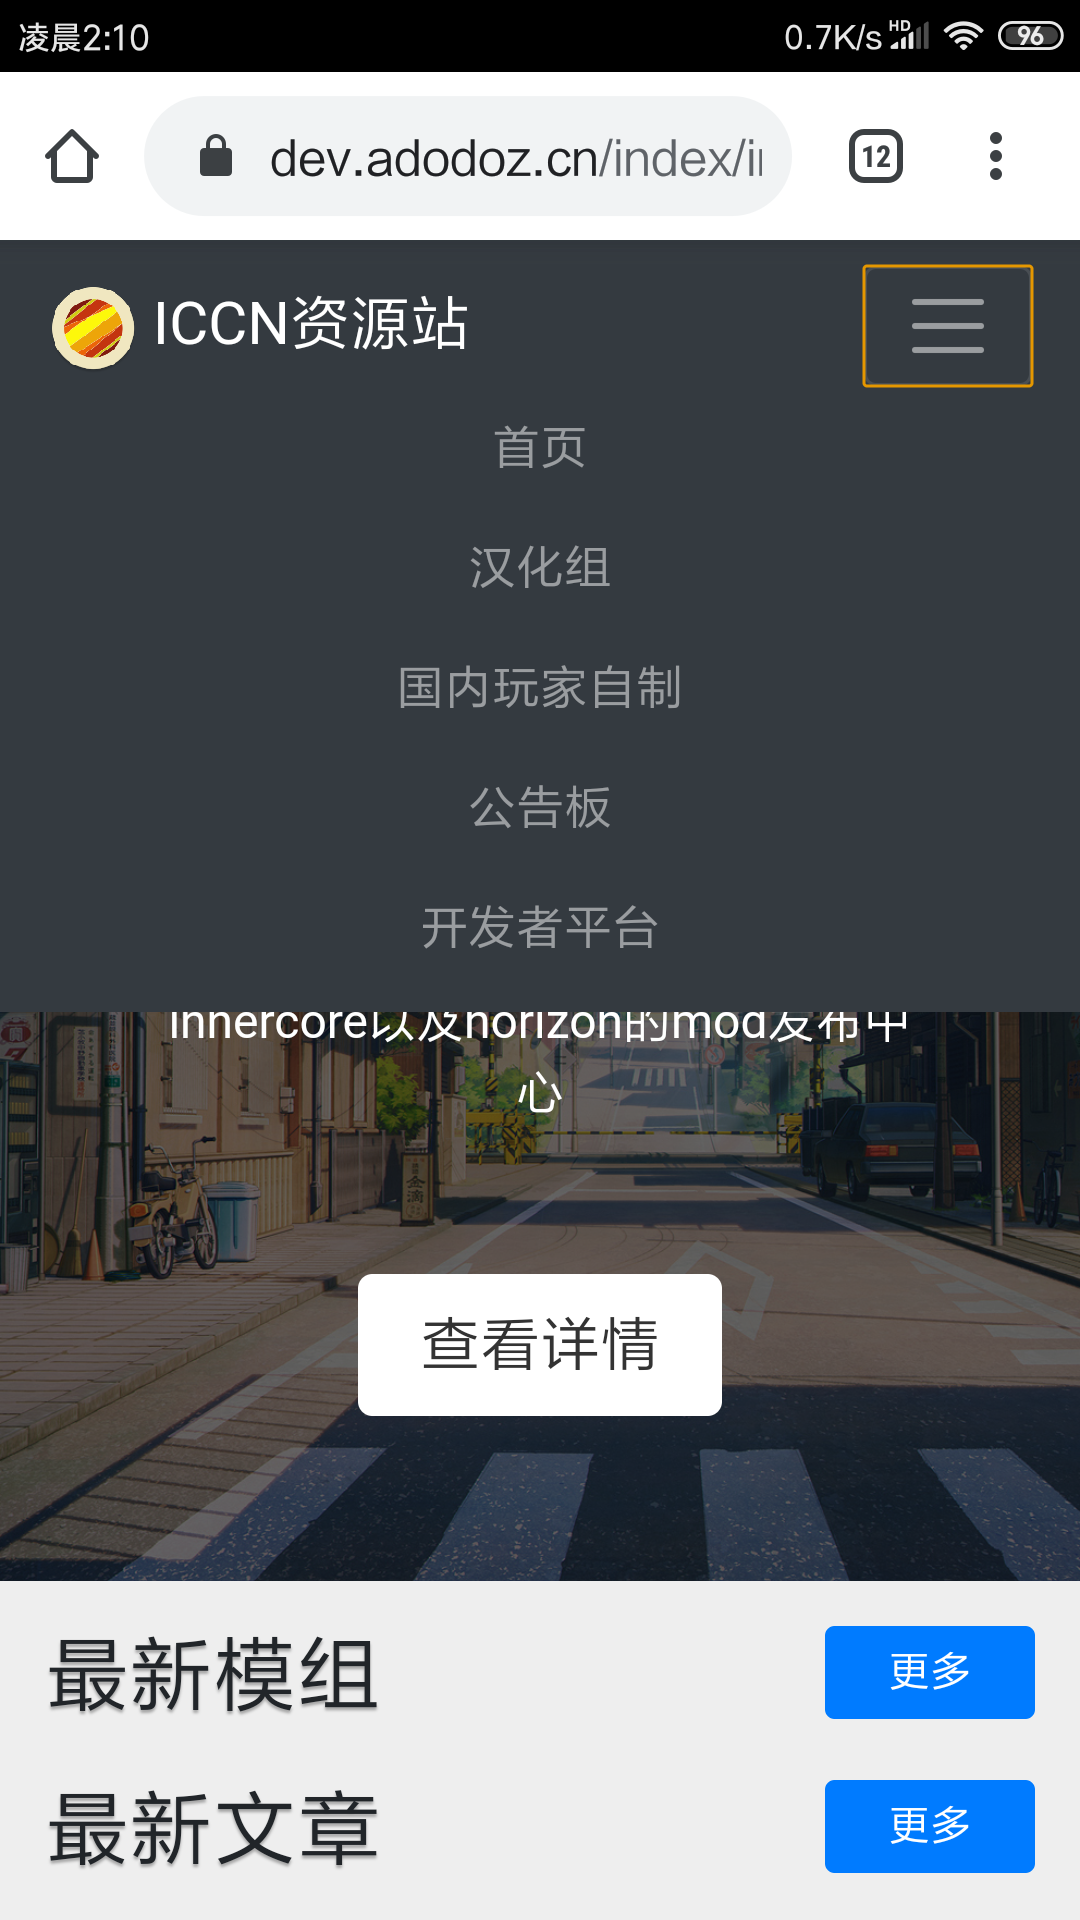 凌晨2:10
0.7K/s HD 96
dev.adodoz.cn/index/i
12
ICCN资源站
首页
汉化组
国内玩家自制
公告板
开发者平台
innercore以及horizon的mod发布中
心
查看详情
最新模组
更多
最新文章
更多